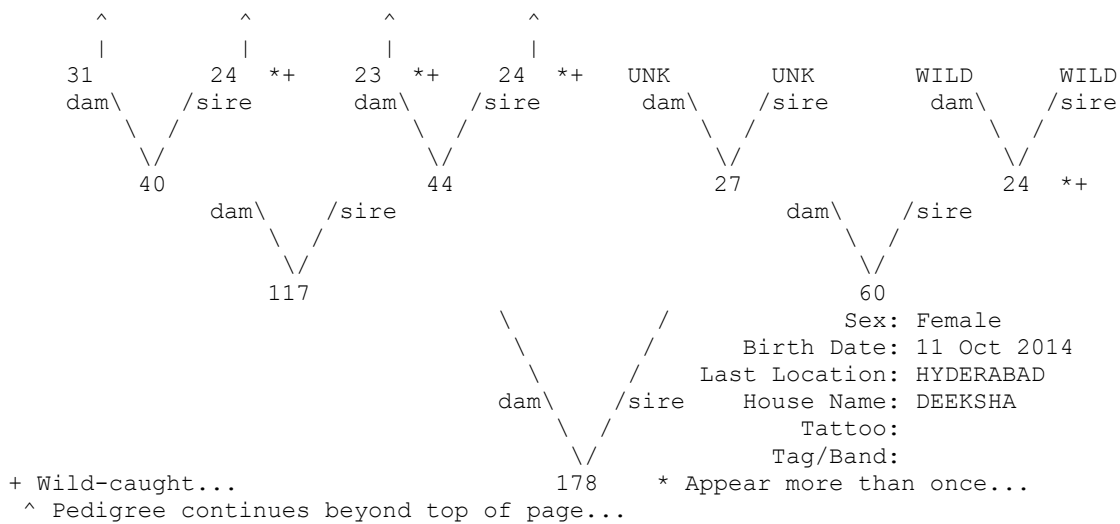 ^ ^ ^ ^
| | | |
31 24 *+ 23 *+ 24 *+ UNK UNK WILD WILD
dam\ /sire dam\ /sire dam\ /sire dam\ /sire
\ / \ / \ / \ /
\/ \/ \/ \/
40 44 27 24 *+
dam\ /sire dam\ /sire
\ / \ /
\/ \/
117 60
\ / Sex: Female
\ / Birth Date: 11 Oct 2014
\ / Last Location: HYDERABAD
dam\ /sire House Name: DEEKSHA
\ / Tattoo:
\/ Tag/Band:
+ Wild-caught... 178 * Appear more than once...
^ Pedigree continues beyond top of page...